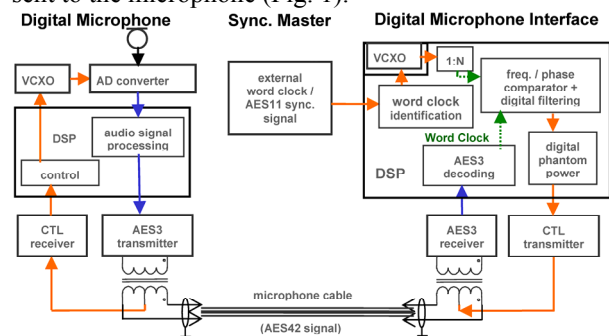 sent to the microphone (Fig. 1).
Digital Microphone
Sync. Master
Digital Microphone Interface
VCXO
AD converter
DSP
audio signal
processing
control
CTL
receiver
AES3
transmitter
external
word clock /
AES11 sync.
signal
VCXO
1:N
word clock
identification
freq. / phase
comparator +
digital filtering
Word Clock
DSP
AES3
decoding
digital
phantom
power
AES3
receiver
CTL
transmitter
microphone cable
(AES42 signal)